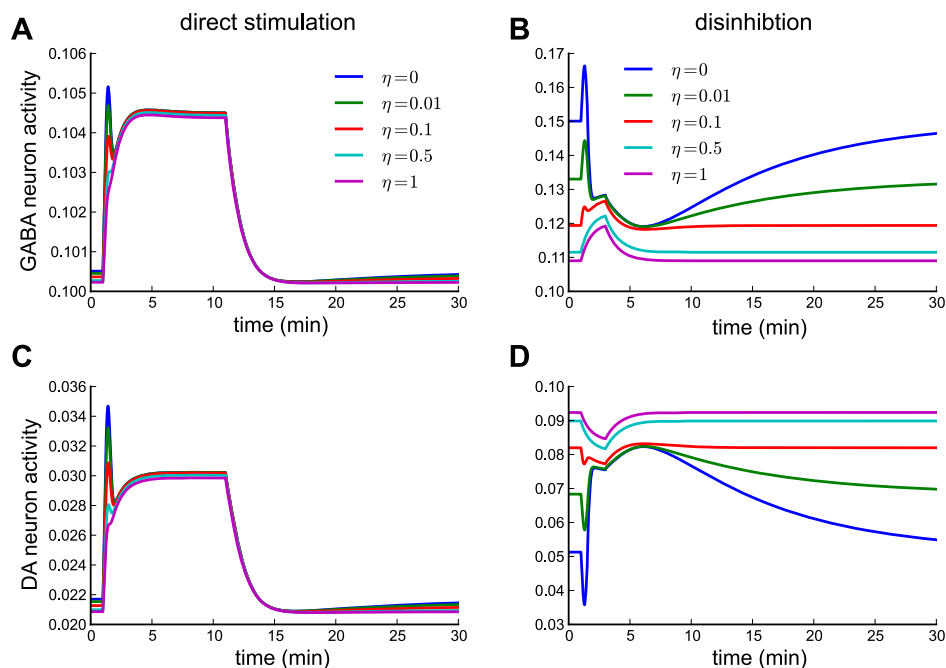 direct stimulation
disinhibtion
A
B
0.106
0.105
0.104
0.103
0.102
0.101
0.100
GABA neuron activity
η=0
η=0.01
η=0.1
η=0.5
η=1
0 5 10 15 20 25 30
time (min)
0.17
0.16
0.15
0.14
0.13
0.12
0.11
0.10
η=0
η=0.01
η=0.1
η=0.5
η=1
0 5 10 15 20 25 30
time (min)
C
D
0.036
0.034
0.032
0.030
0.028
0.026
0.024
0.022
0.020
DA neuron activity
0 5 10 15 20 25 30
time (min)
0.10
0.09
0.08
0.07
0.06
0.05
0.04
0.03
0 5 10 15 20 25 30
time (min)